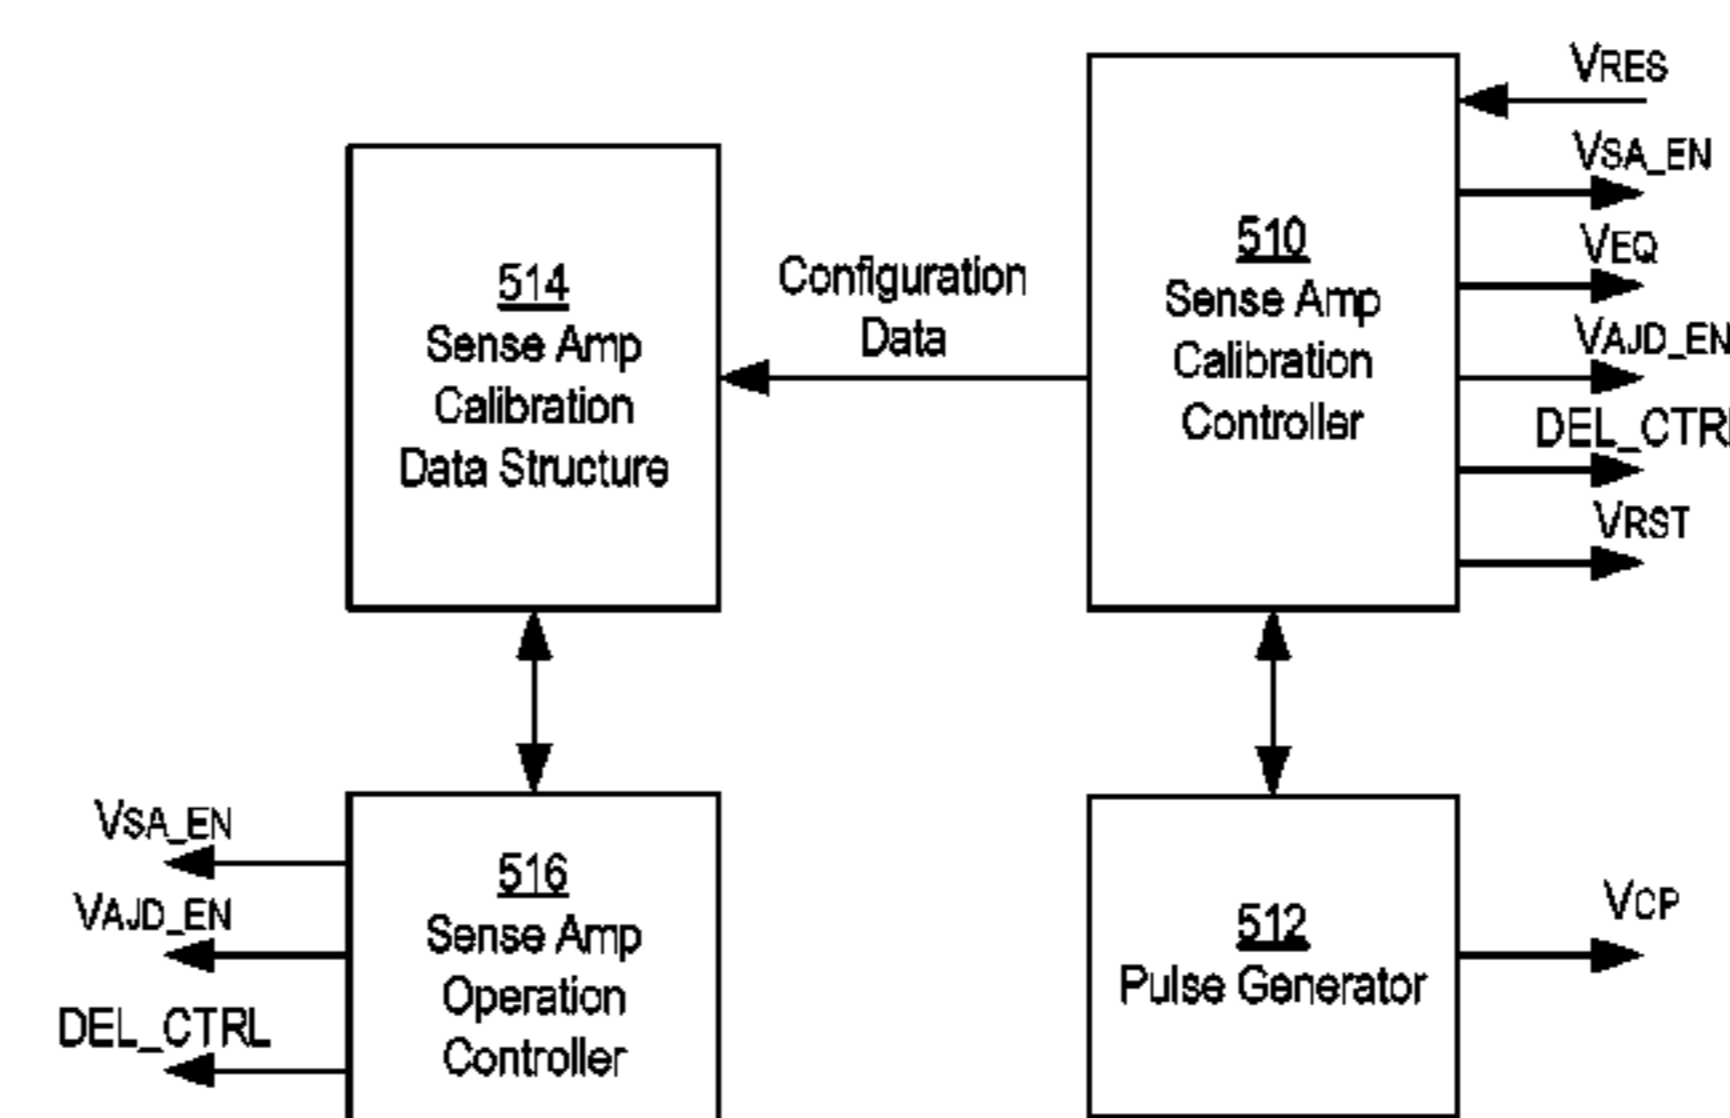 VRES
VSA_EN
VEQ
VAJD_EN
DEL_CTRL
VRST
510
Sense Amp
Calibration
Controller
Configuration
Data
514
Sense Amp
Calibration
Data Structure
VSA_EN
VAJD_EN
DEL_CTRL
516
Sense Amp
Operation
Controller
512
Pulse Generator
VCP